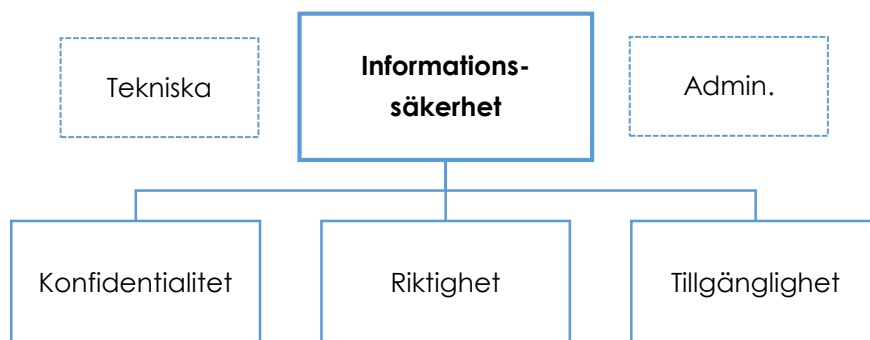 Tekniska
Informations-
säkerhet
Admin.
Konfidentialitet
Riktighet
Tillgänglighet